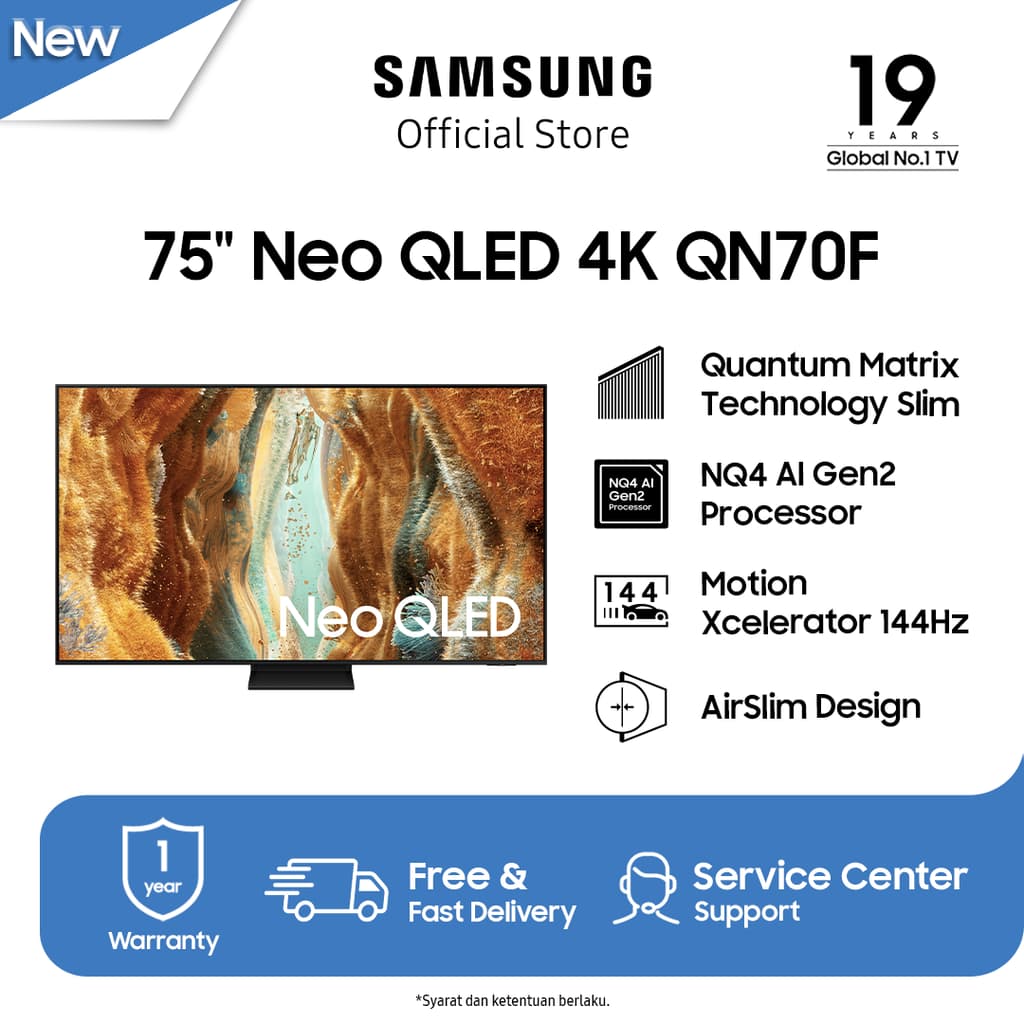 New
SAMSUNG
Official Store
19
YEARS
Global No.1 TV
75" Neo QLED 4K QN70F
Neo QLED
Quantum Matrix
Technology Slim
NQ4 AI
Gen2
Processor
NQ4 AI Gen2
Processor
144
Motion
Xcelerator 144Hz
AirSlim Design
1
year
Warranty
Free &
Fast Delivery
Service Center
Support
*Syarat dan ketentuan berlaku.